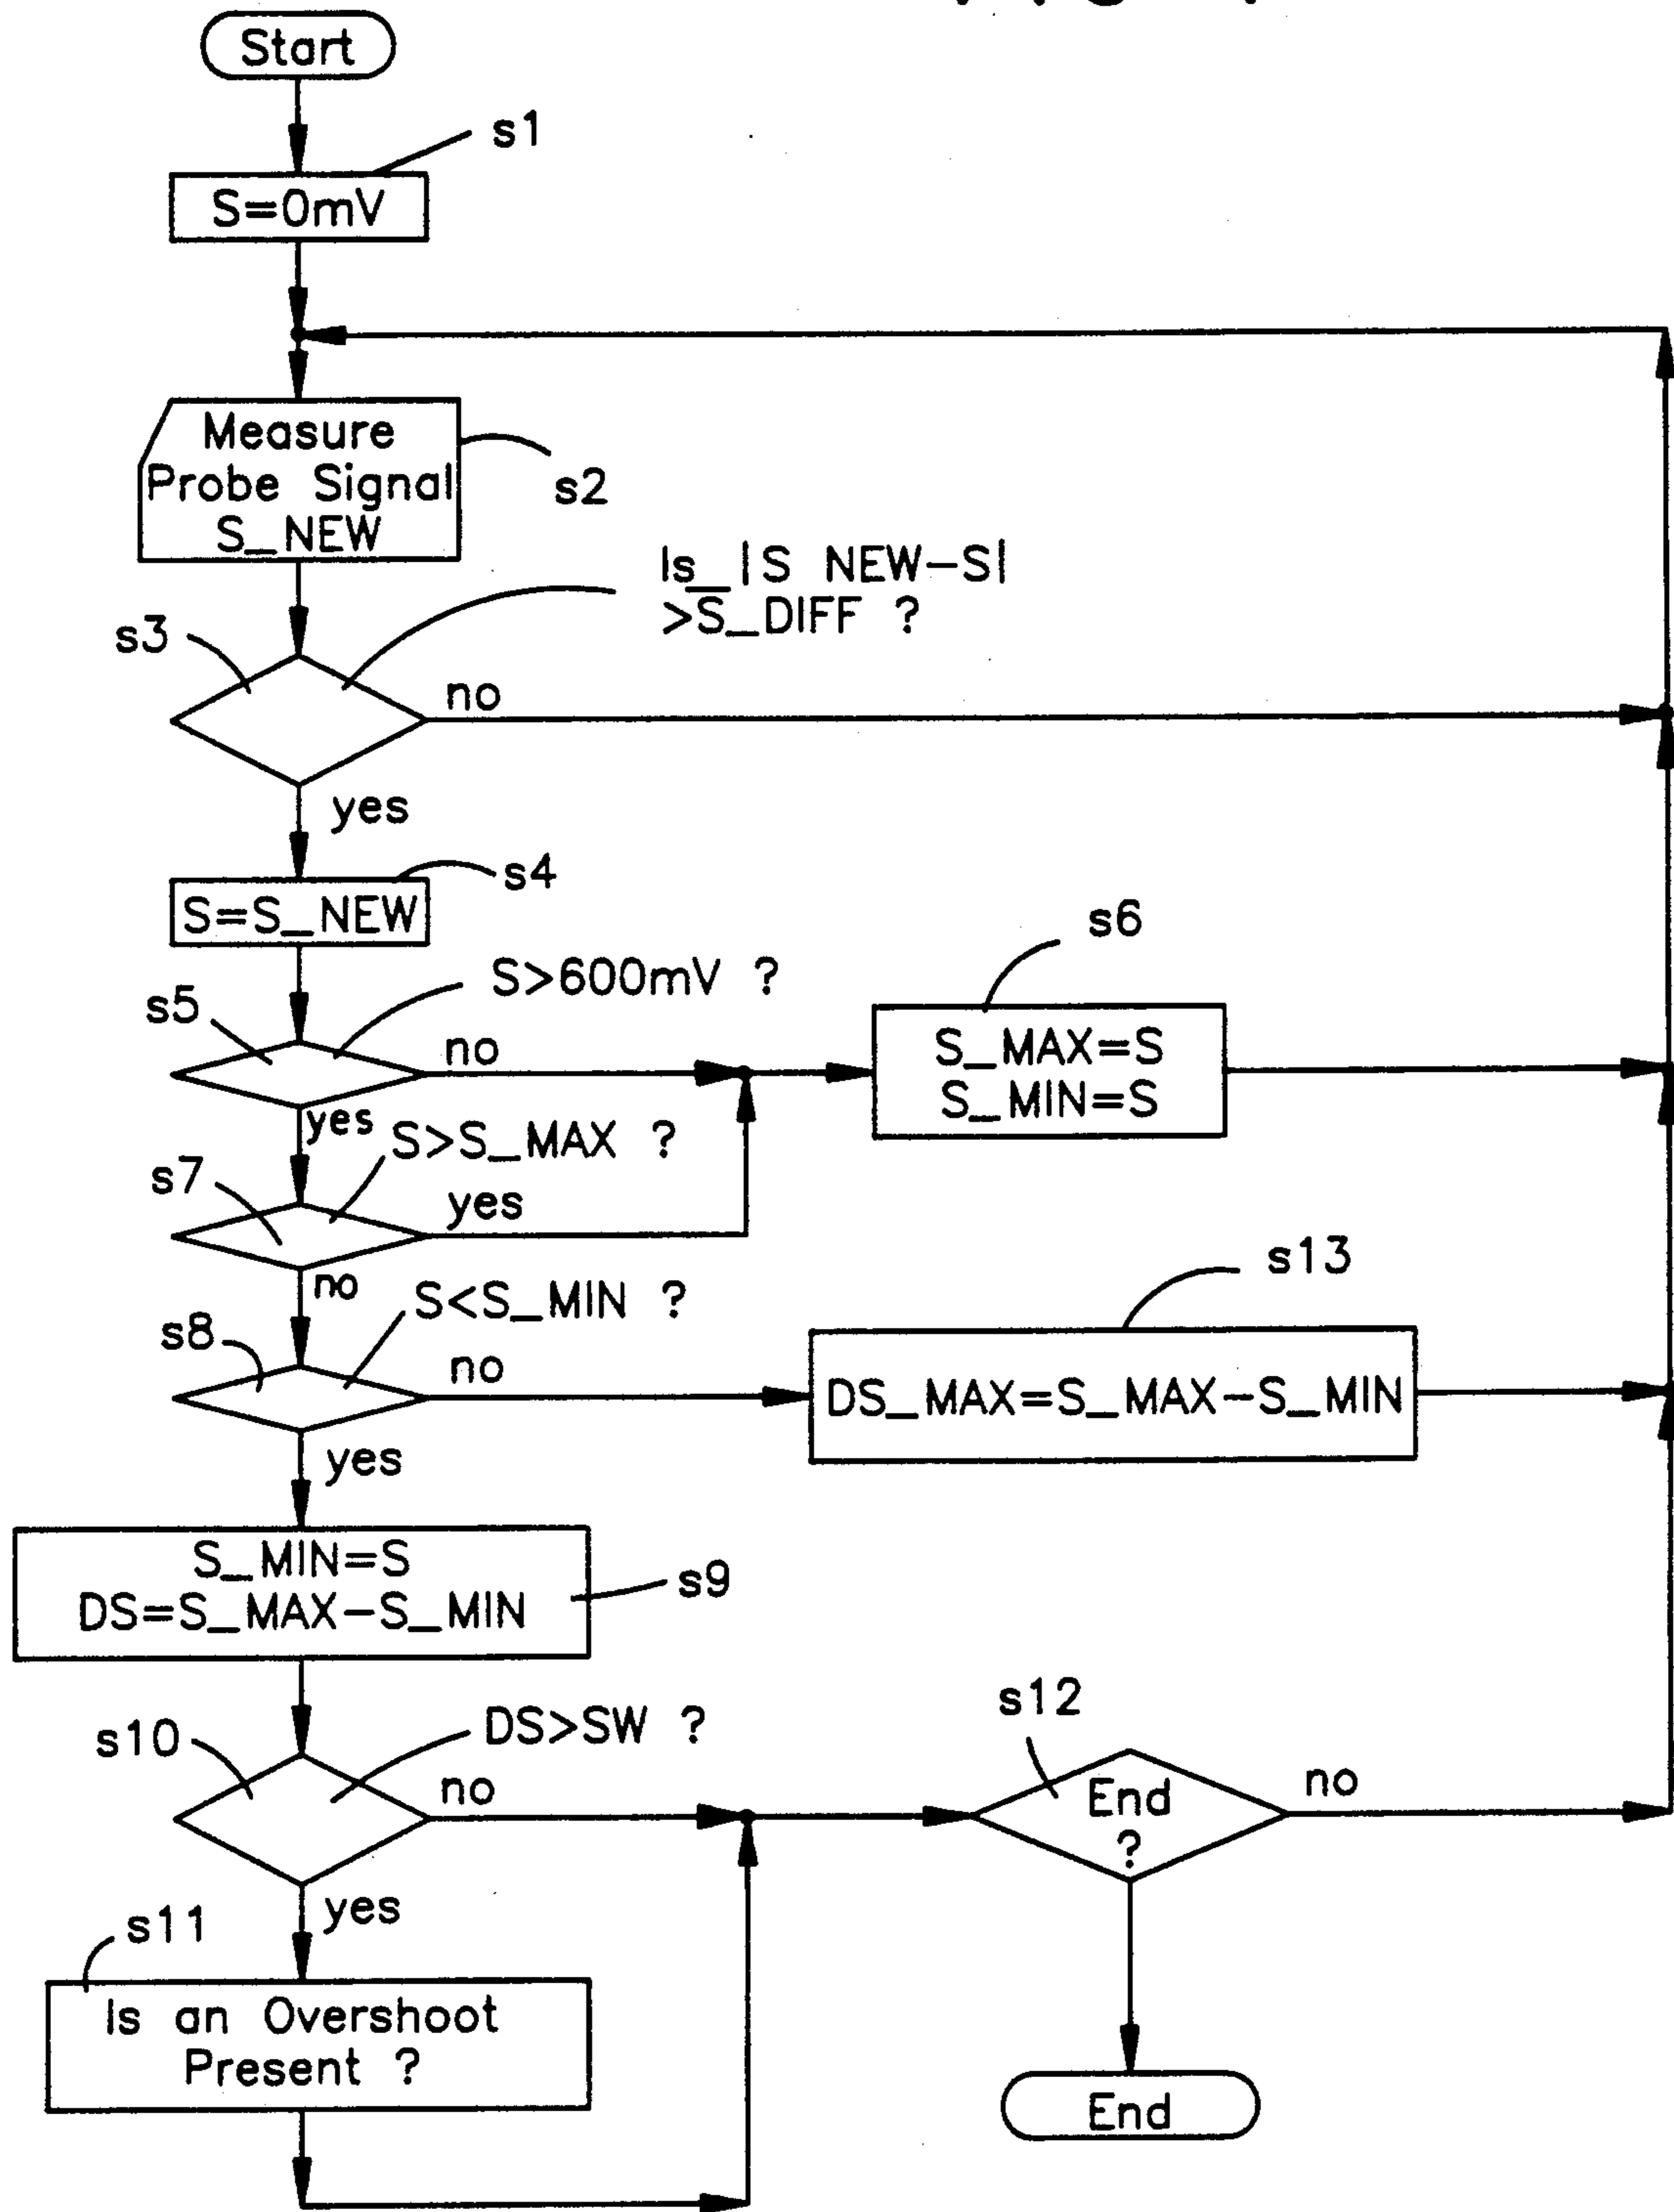 Start
s1
S=0mV
Measure
Probe Signal
S_NEW
s2
Is_|S NEW-S|
>S_DIFF ?
s3
no
yes
s4
S=S_NEW
s6
S>600mV ?
s5
no
S_MAX=S
S_MIN=S
yes
S>S_MAX ?
s7
yes
no
S<S_MIN ?
s13
s8
no
DS_MAX=S_MAX-S_MIN
yes
S_MIN=S
DS=S_MAX-S_MIN
s9
s12
DS>SW ?
s10
no
End
?
no
yes
s11
Is an Overshoot
Present ?
End